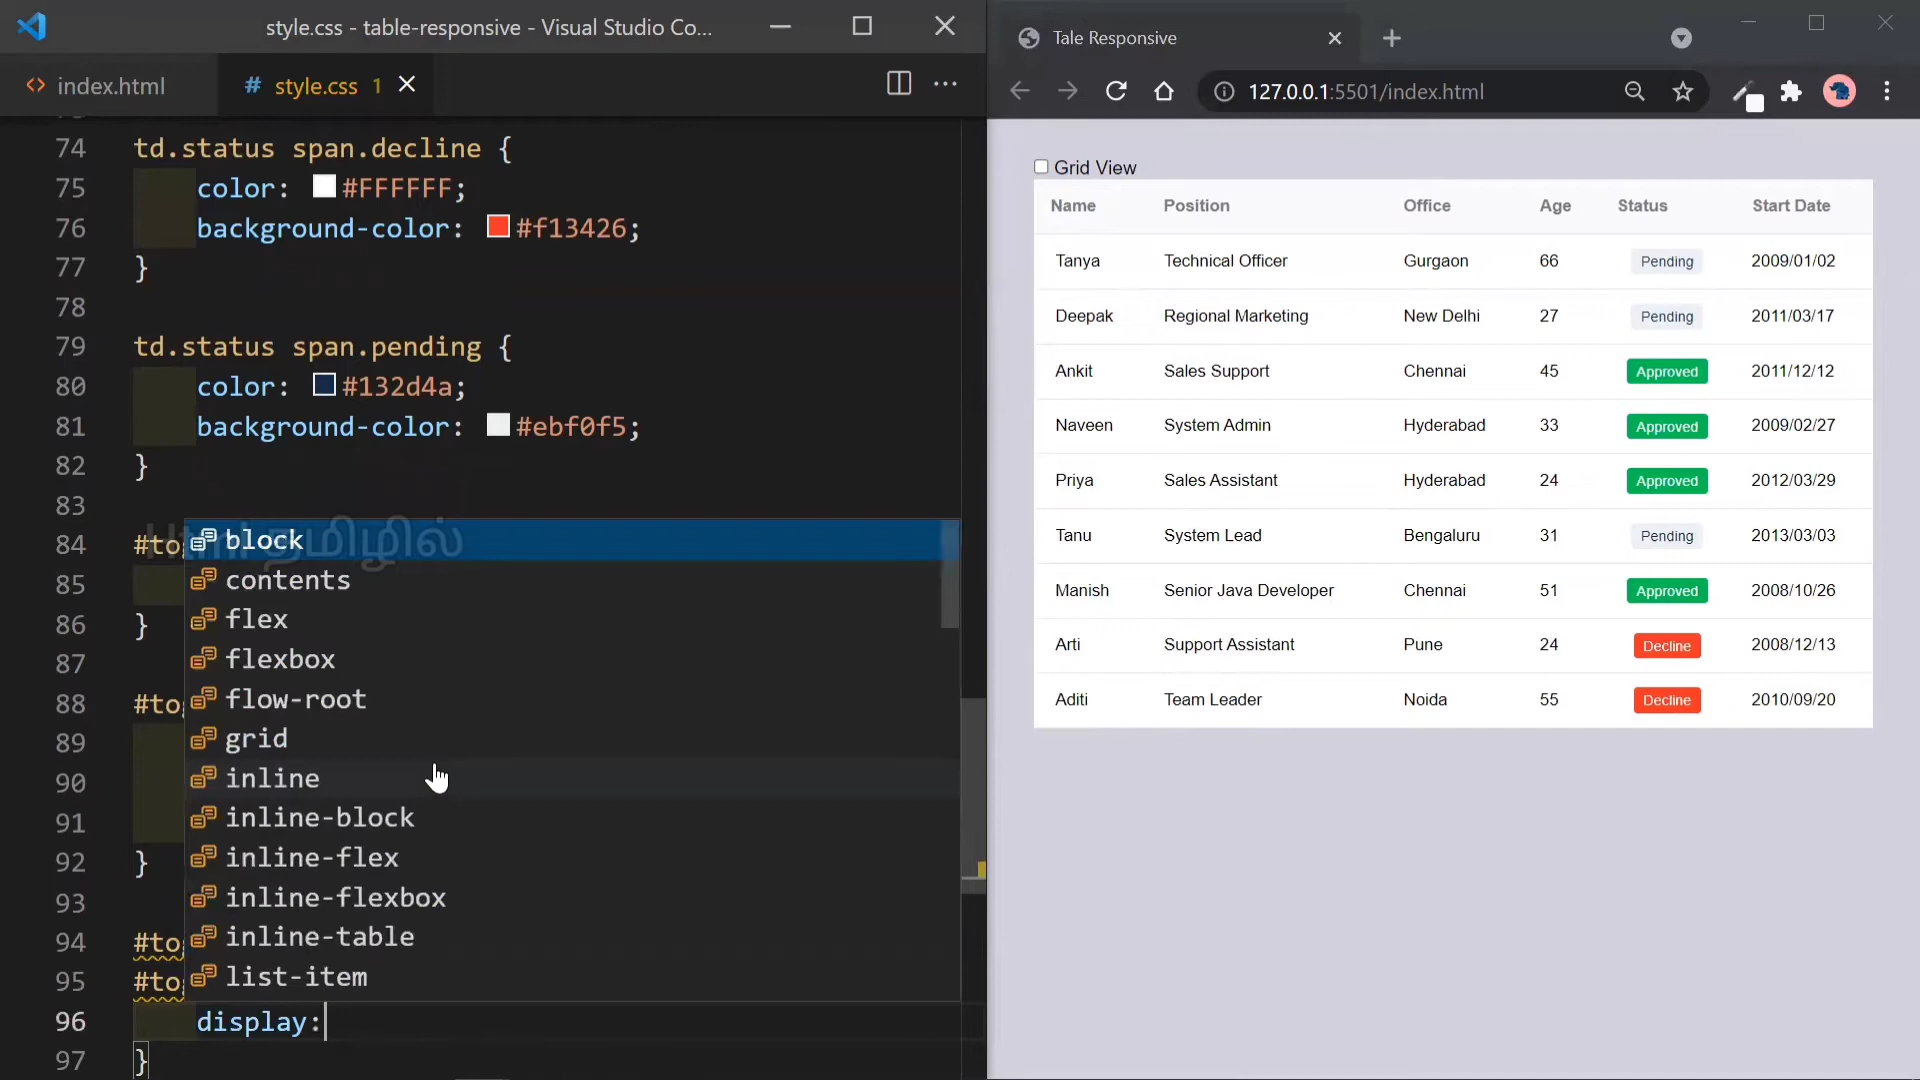 style.css - table-responsive - Visual Studio Co...
index.html
# style.css 1
74 td.status span.decline {
75 color: #FFFFFF;
76 background-color: #f13426;
77 }
78
79 td.status span.pending {
80 color: #132d4a;
81 background-color: #ebf0f5;
82 }
83
84 #to
85
86 }
87
88 #to
89
90
91
92 }
93
94 #to
95 #to
96 display:
97 }
block
contents
flex
flexbox
flow-root
grid
inline
inline-block
inline-flex
inline-flexbox
inline-table
list-item
Html தமிழில்
Tale Responsive
127.0.0.1:5501/index.html
Grid View
Name Position Office Age Status Start Date
Tanya Technical Officer Gurgaon 66 Pending 2009/01/02
Deepak Regional Marketing New Delhi 27 Pending 2011/03/17
Ankit Sales Support Chennai 45 Approved 2011/12/12
Naveen System Admin Hyderabad 33 Approved 2009/02/27
Priya Sales Assistant Hyderabad 24 Approved 2012/03/29
Tanu System Lead Bengaluru 31 Pending 2013/03/03
Manish Senior Java Developer Chennai 51 Approved 2008/10/26
Arti Support Assistant Pune 24 Decline 2008/12/13
Aditi Team Leader Noida 55 Decline 2010/09/20